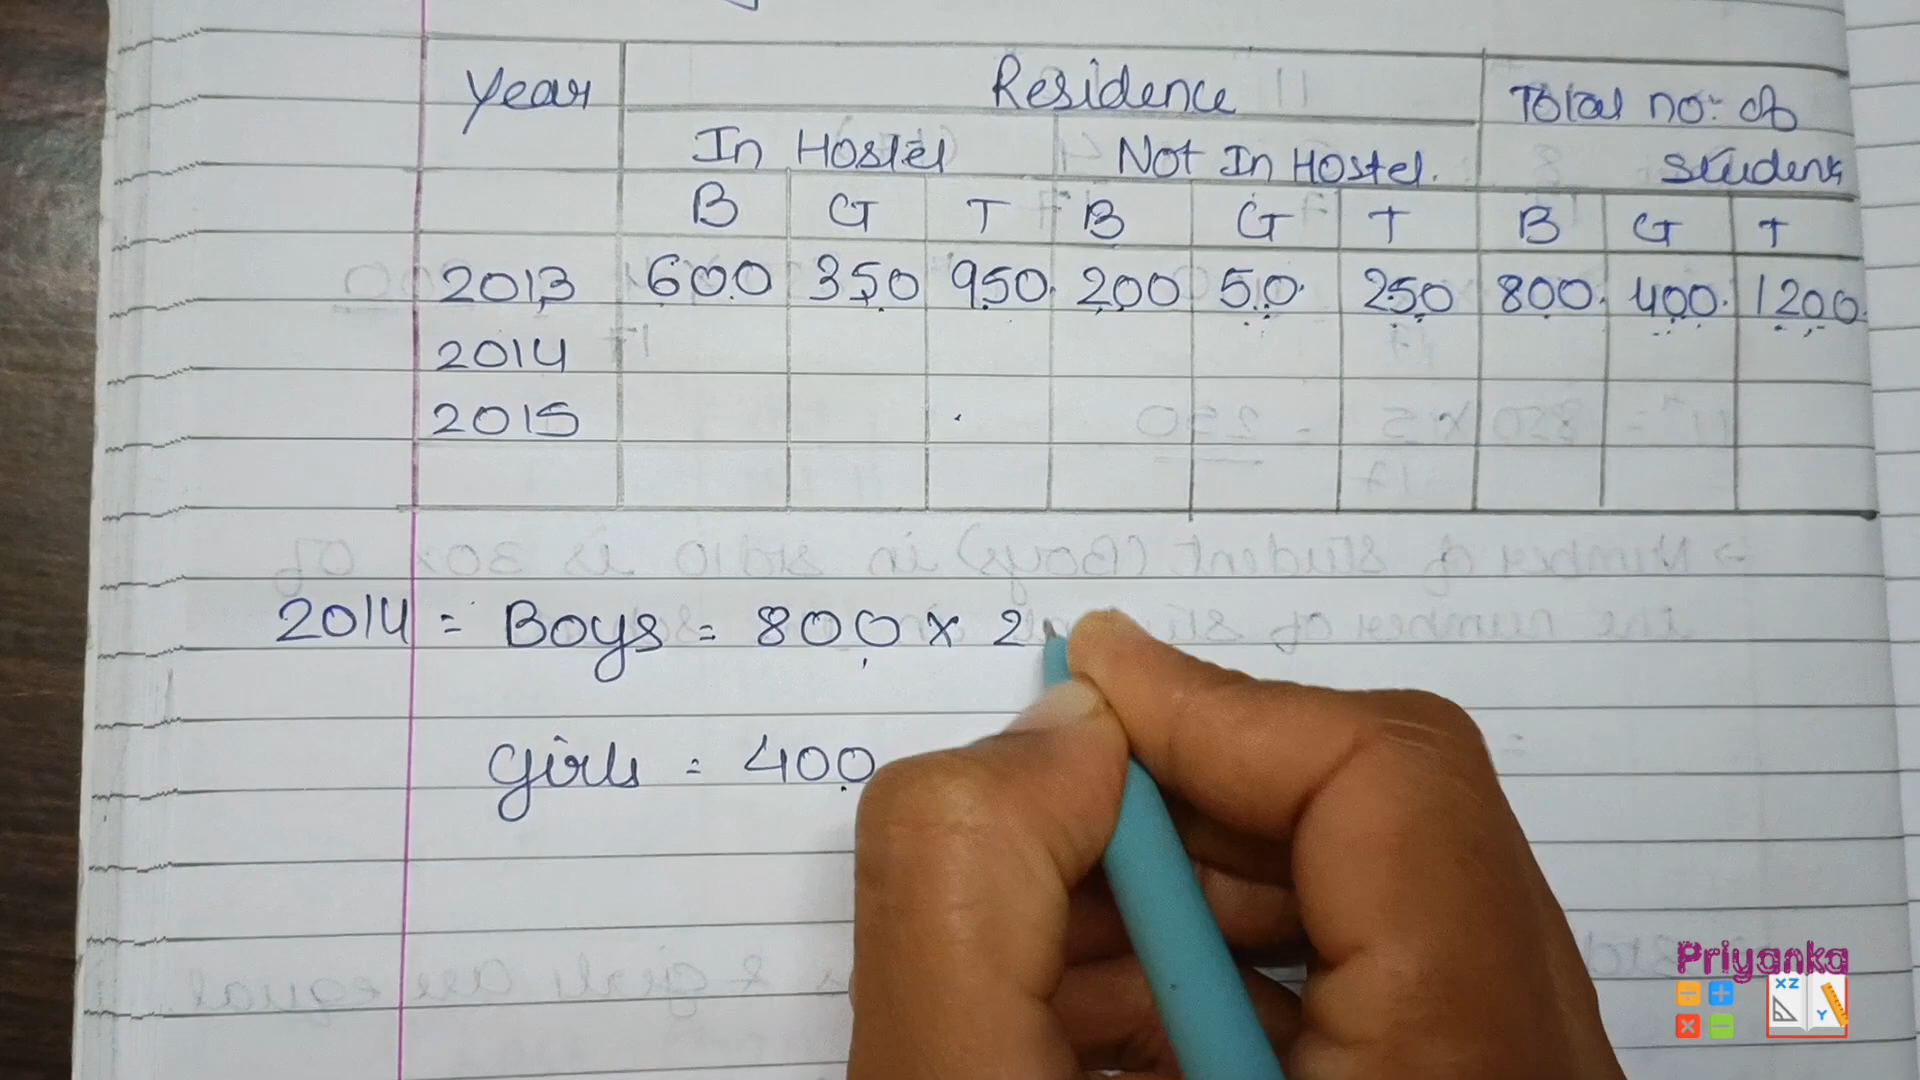 Year Residence Total no. of
In Hostel Not In Hostel. Students
B G T B G T B G T
2013 600 350 950 200 50 250 800 400 1200
2014
2015
2014 = Boys = 800 × 2
Girls = 400
Priyanka
XZ
Y